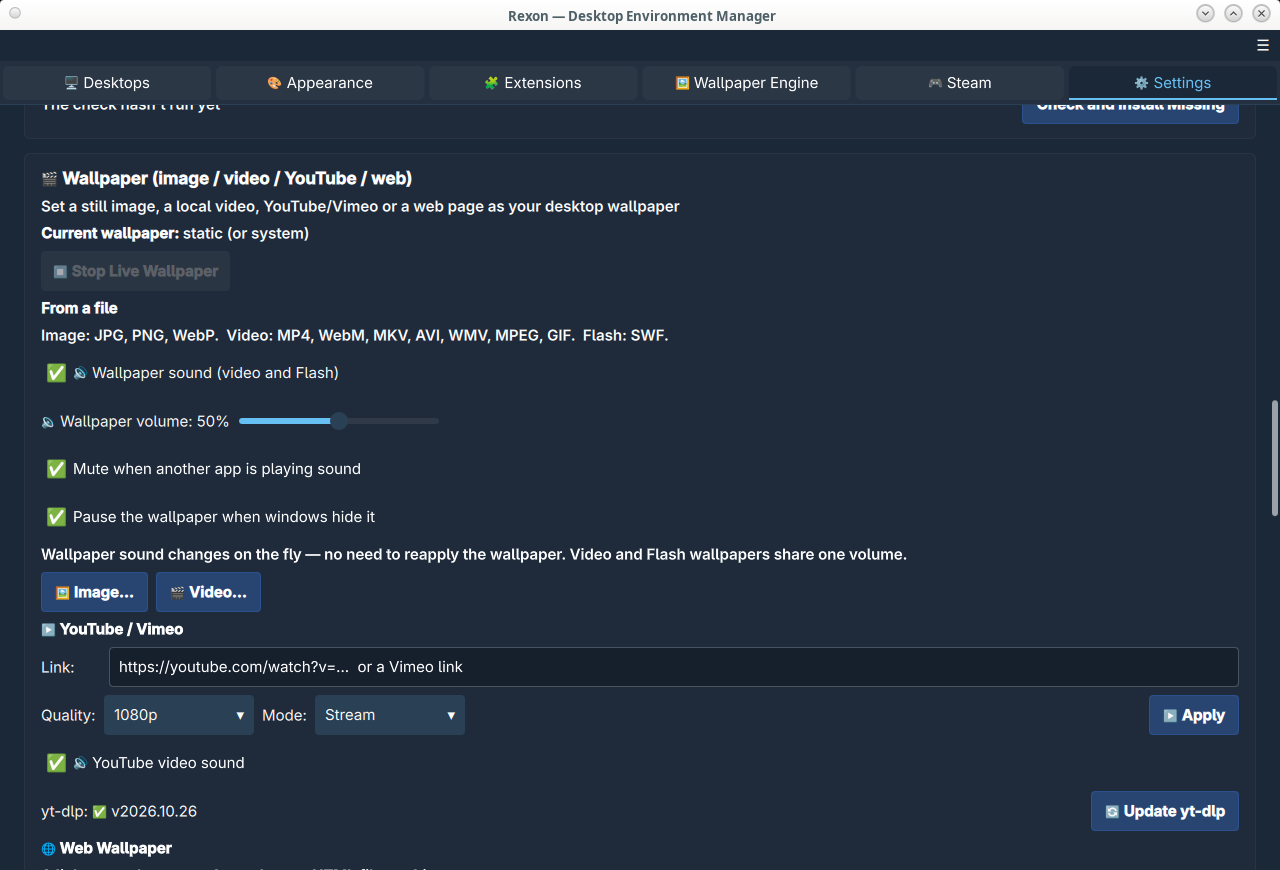 Rexon — Desktop Environment Manager
Desktops
Appearance
Extensions
Wallpaper Engine
Steam
Settings
The check hasn't run yet
Check and Install Missing
Wallpaper (image / video / YouTube / web)
Set a still image, a local video, YouTube/Vimeo or a web page as your desktop wallpaper
Current wallpaper: static (or system)
Stop Live Wallpaper
From a file
Image: JPG, PNG, WebP.  Video: MP4, WebM, MKV, AVI, WMV, MPEG, GIF.  Flash: SWF.
Wallpaper sound (video and Flash)
Wallpaper volume: 50%
Mute when another app is playing sound
Pause the wallpaper when windows hide it
Wallpaper sound changes on the fly — no need to reapply the wallpaper. Video and Flash wallpapers share one volume.
Image...
Video...
YouTube / Vimeo
Link:
https://youtube.com/watch?v=...  or a Vimeo link
Quality:
1080p
Mode:
Stream
Apply
YouTube video sound
yt-dlp: ✅ v2026.10.26
Update yt-dlp
Web Wallpaper